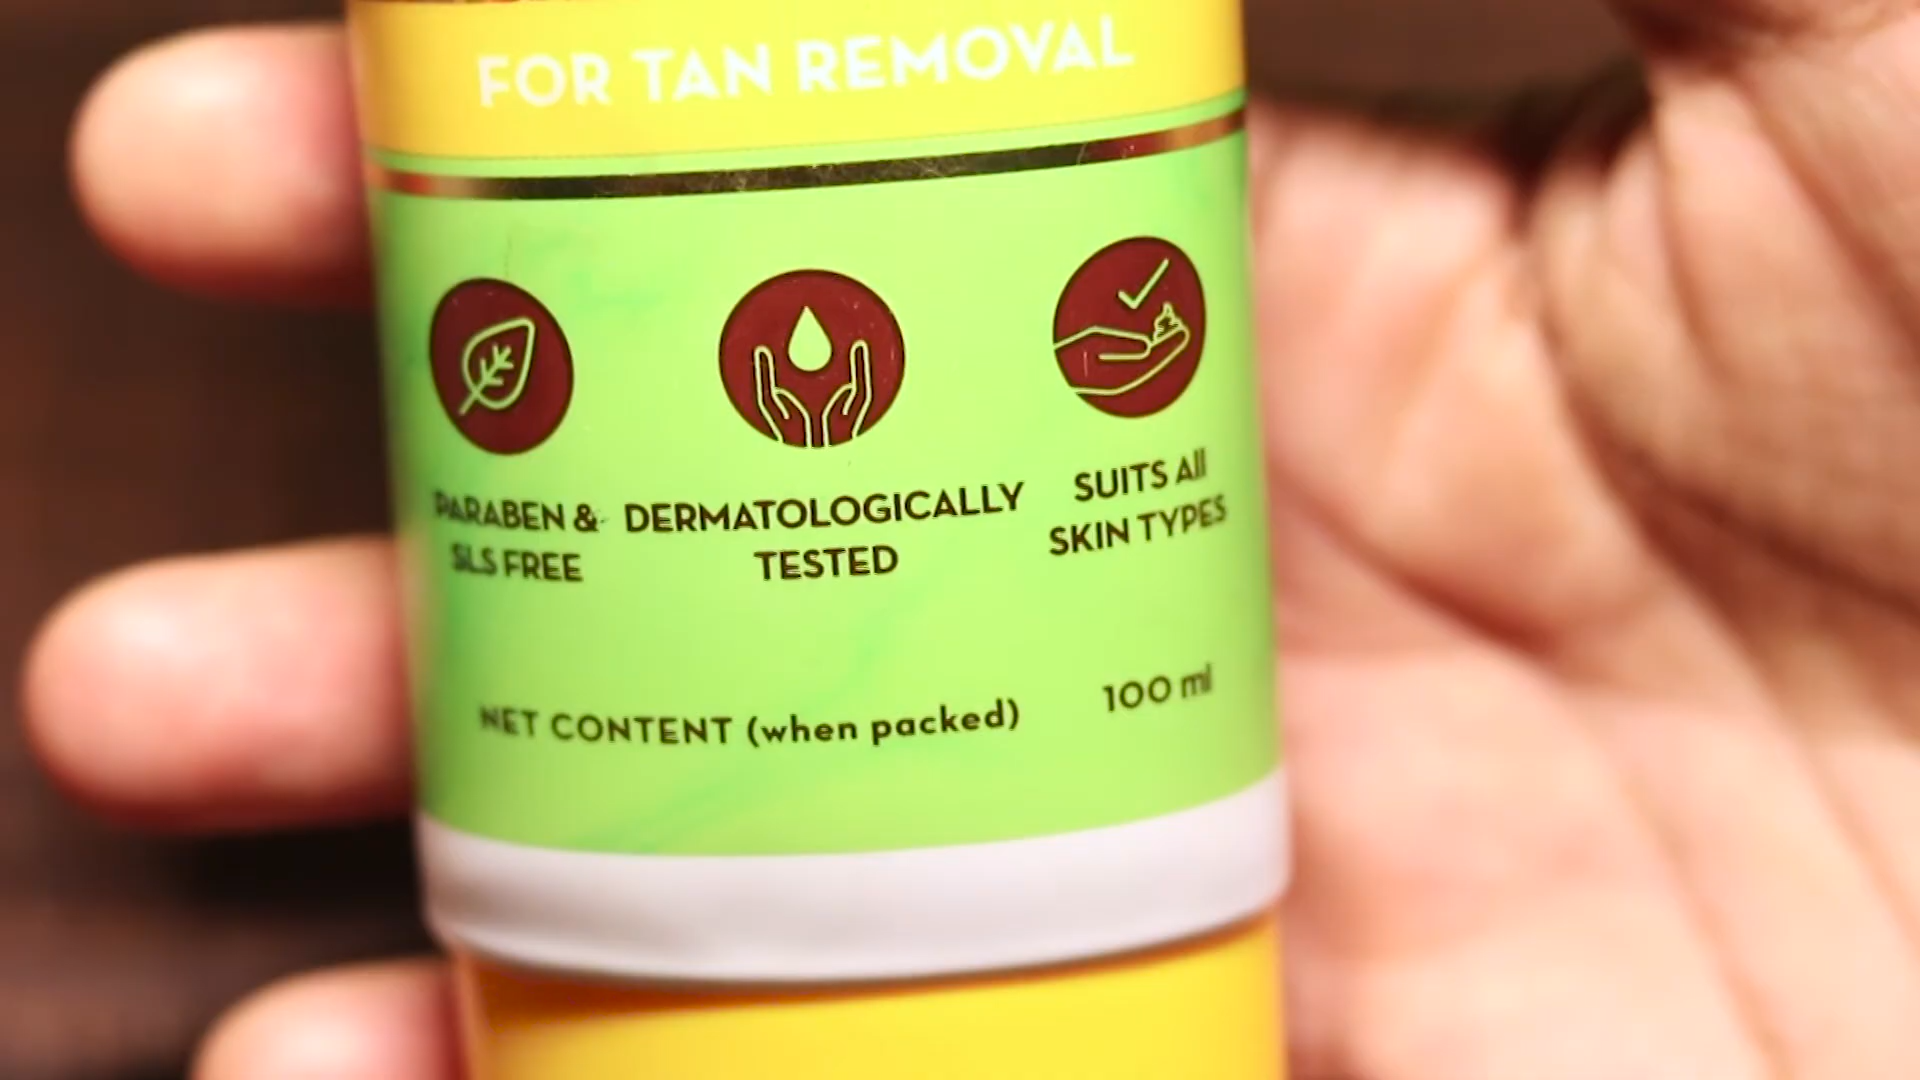 FOR TAN REMOVAL
PARABEN &
SLS FREE
DERMATOLOGICALLY
TESTED
SUITS All
SKIN TYPES
NET CONTENT (when packed) 100 ml